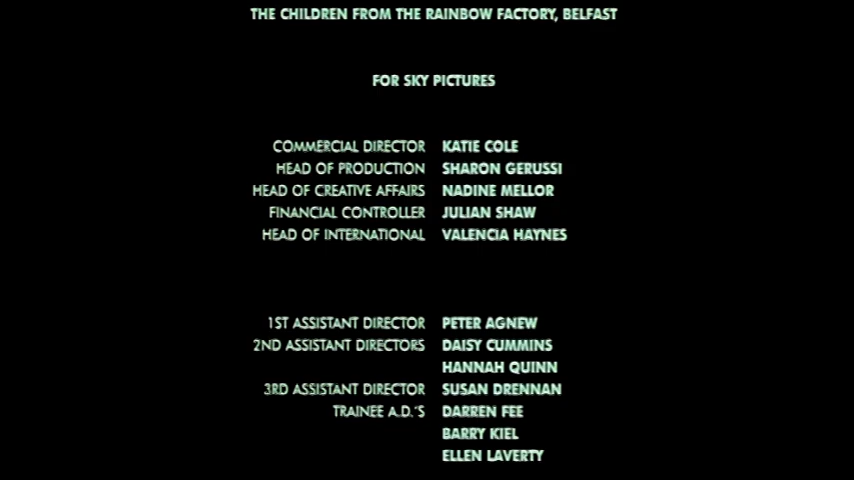 THE CHILDREN FROM THE RAINBOW FACTORY, BELFAST
FOR SKY PICTURES
COMMERCIAL DIRECTOR KATIE COLE
HEAD OF PRODUCTION SHARON GERUSSI
HEAD OF CREATIVE AFFAIRS NADINE MELLOR
FINANCIAL CONTROLLER JULIAN SHAW
HEAD OF INTERNATIONAL VALENCIA HAYNES
1ST ASSISTANT DIRECTOR PETER AGNEW
2ND ASSISTANT DIRECTORS DAISY CUMMINS
HANNAH QUINN
3RD ASSISTANT DIRECTOR SUSAN DRENNAN
TRAINEE A.D.'S DARREN FEE
BARRY KIEL
ELLEN LAVERTY